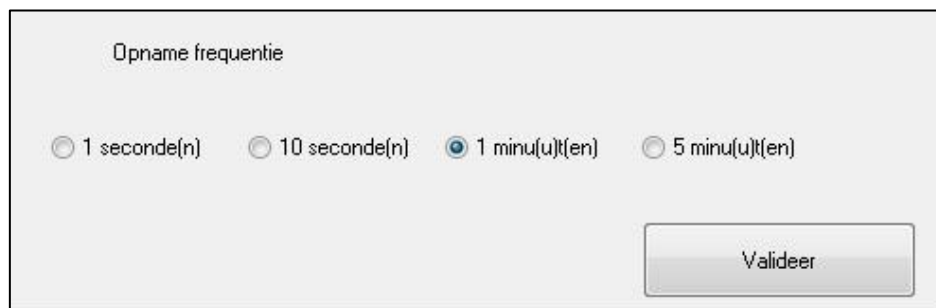 Opname frequentie
1 seconde(n) 10 seconde(n) 1 minu(u)t(en) 5 minu(u)t(en)
Valideer